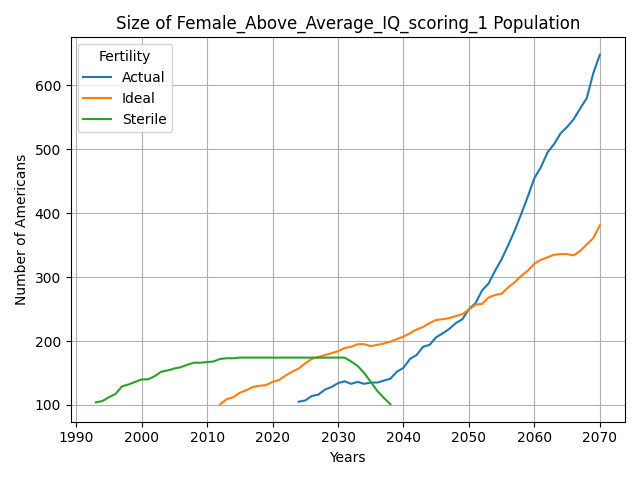 Size of Female_Above_Average_IQ_scoring_1 Population
Fertility
Actual
Ideal
Sterile
Number of Americans
600
500
400
300
200
100
1990
2000
2010
2020
2030
2040
2050
2060
2070
Years